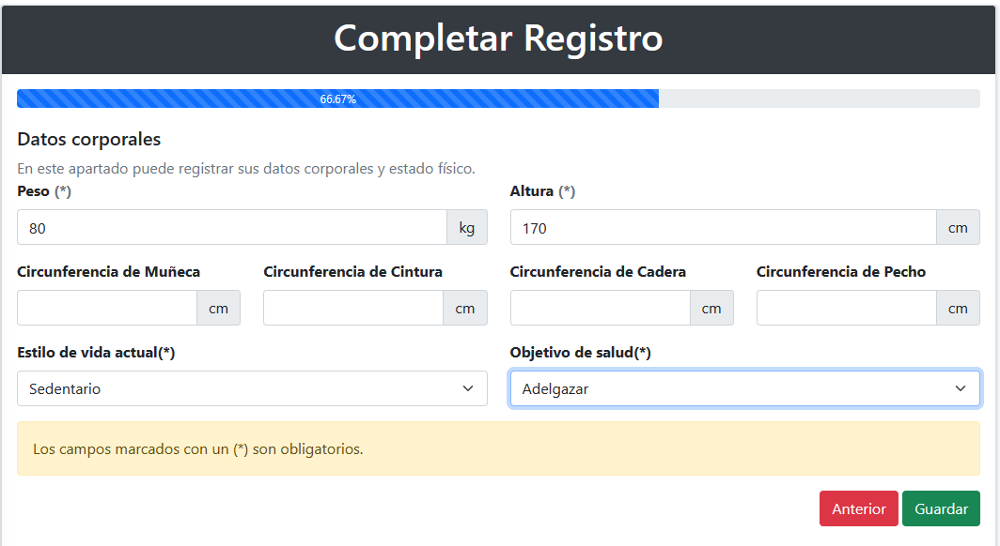 Completar Registro
66.67%
Datos corporales
En este apartado puede registrar sus datos corporales y estado físico.
Peso (*)
Altura (*)
80 kg
170 cm
Circunferencia de Muñeca
Circunferencia de Cintura
Circunferencia de Cadera
Circunferencia de Pecho
cm
cm
cm
cm
Estilo de vida actual(*)
Objetivo de salud(*)
Sedentario
Adelgazar
Los campos marcados con un (*) son obligatorios.
Anterior
Guardar